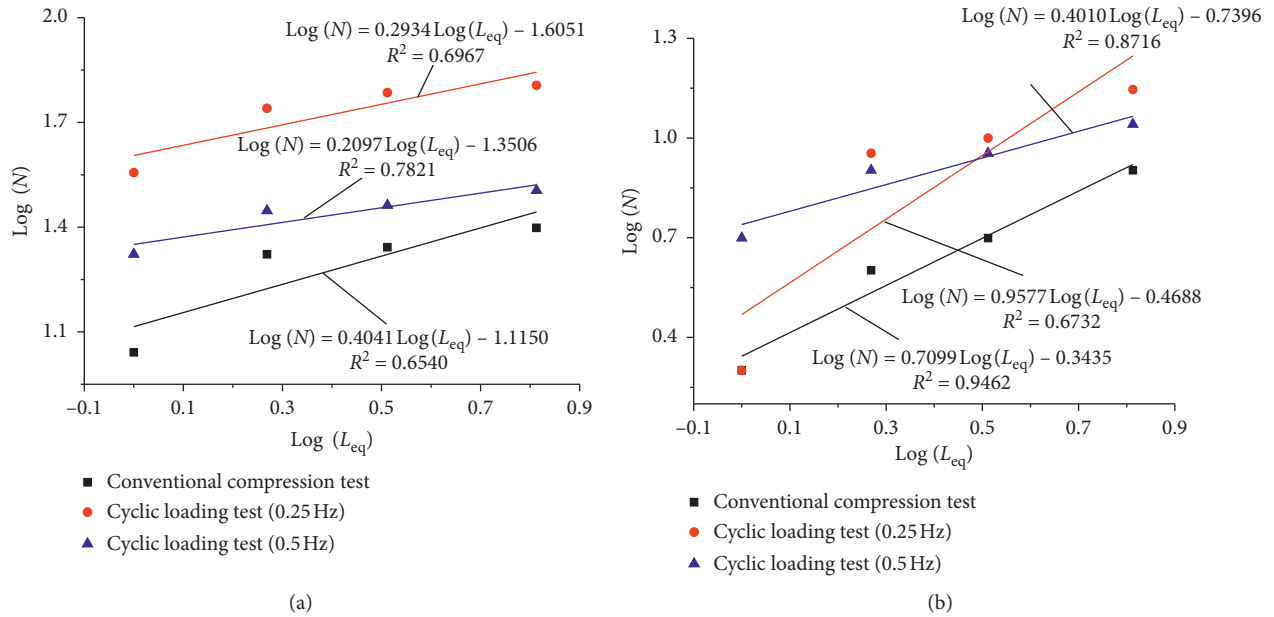 2.0
1.7
1.4
1.1
Log (N)
Log (N) = 0.2934 Log (Leq) – 1.6051
R2 = 0.6967
Log (N) = 0.2097 Log (Leq) – 1.3506
R2 = 0.7821
Log (N) = 0.4041 Log (Leq) – 1.1150
R2 = 0.6540
–0.1 0.1 0.3 0.5 0.7 0.9
Log (Leq)
Conventional compression test
Cyclic loading test (0.25 Hz)
Cyclic loading test (0.5 Hz)
(a)
1.3
1.0
0.7
0.4
Log (N)
Log (N) = 0.4010 Log (Leq) – 0.7396
R2 = 0.8716
Log (N) = 0.9577 Log (Leq) – 0.4688
R2 = 0.6732
Log (N) = 0.7099 Log (Leq) – 0.3435
R2 = 0.9462
–0.1 0.1 0.3 0.5 0.7 0.9
Log (Leq)
Conventional compression test
Cyclic loading test (0.25 Hz)
Cyclic loading test (0.5 Hz)
(b)